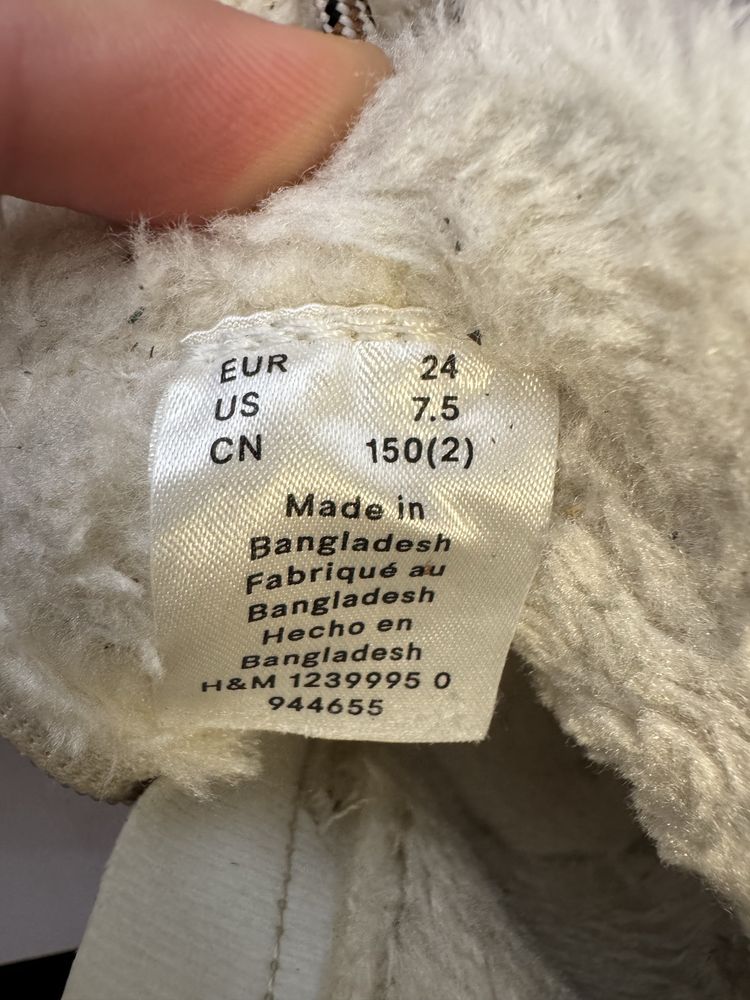 EUR 24
US 7.5
CN 150(2)
Made in
Bangladesh
Fabriqué au
Bangladesh
Hecho en
Bangladesh
H&M 1239995 0
944655